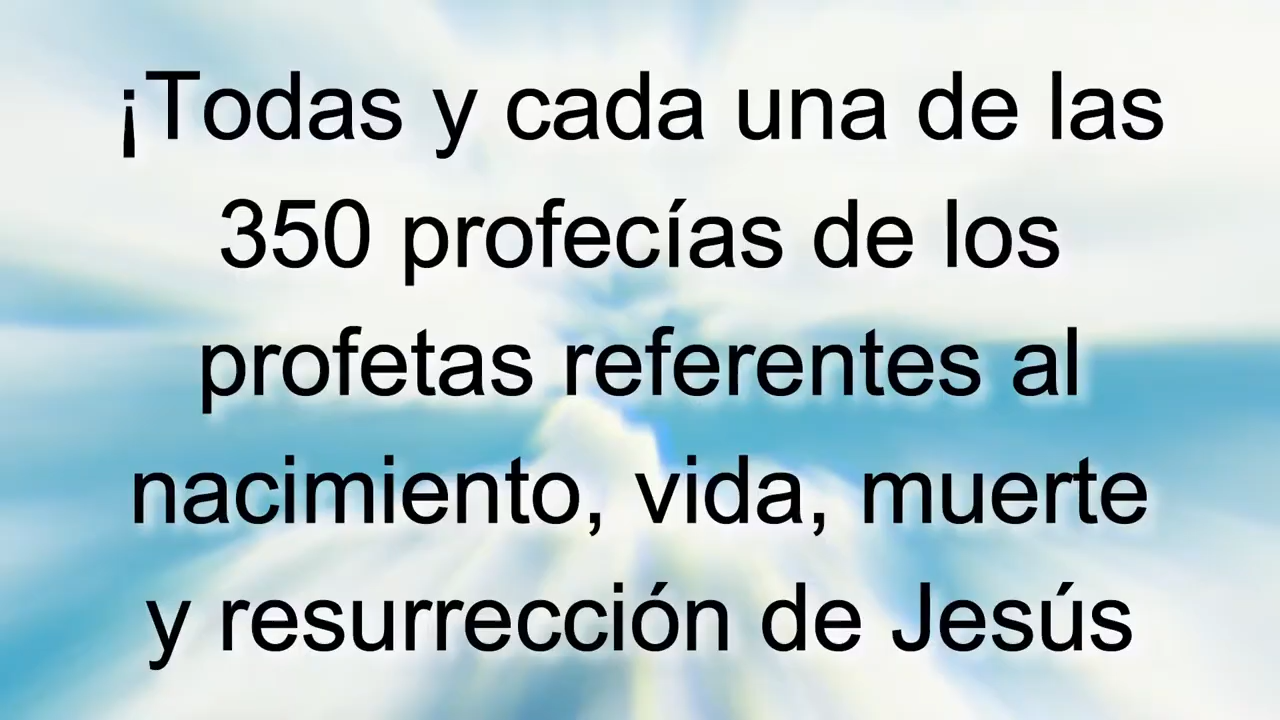 ¡Todas y cada una de las
350 profecías de los
profetas referentes al
nacimiento, vida, muerte
y resurrección de Jesús